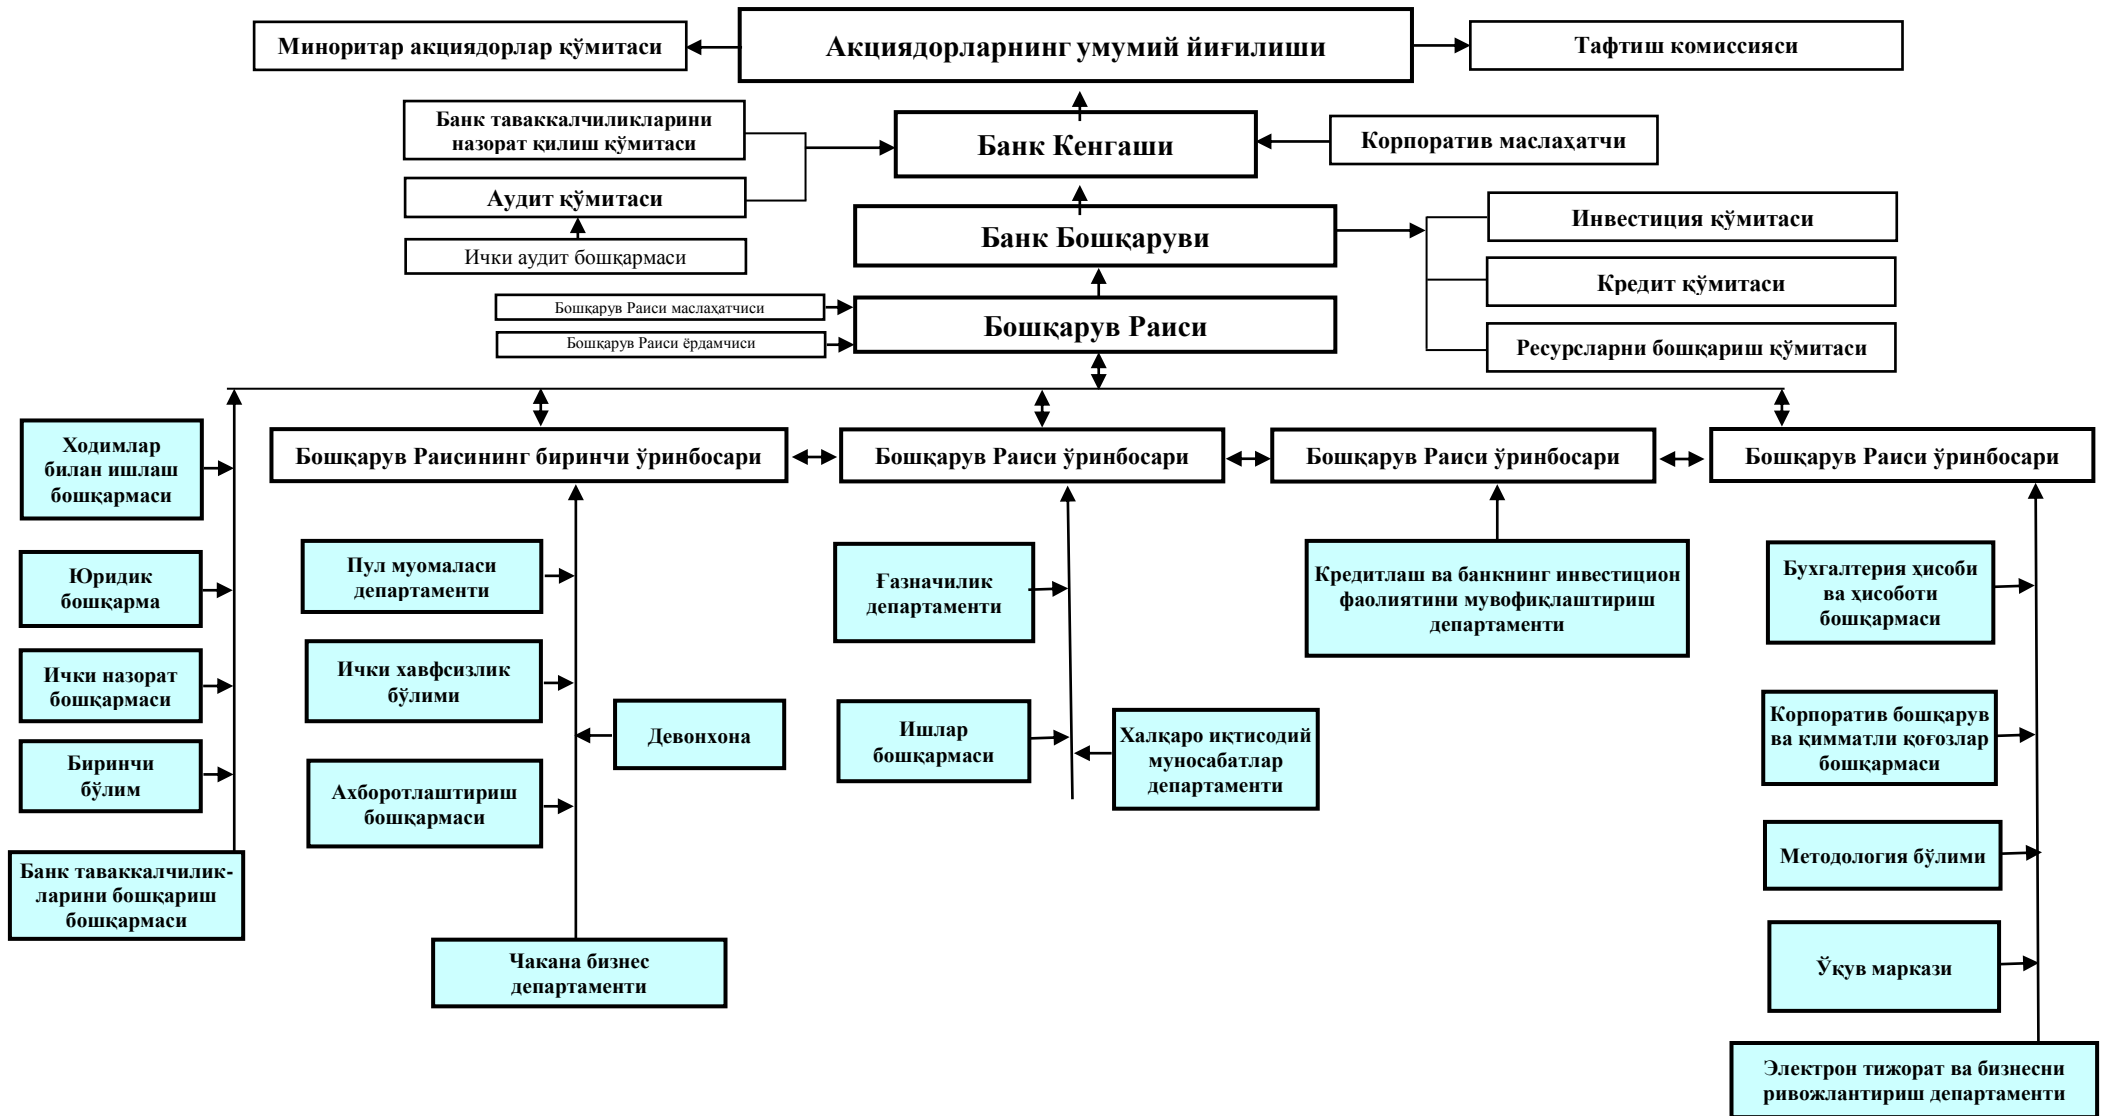 Миноритар акциядорлар қўмитаси
Акциядорларнинг умумий йиғилиши
Тафтиш комиссияси
Банк таваккалчиликларини
назорат қилиш қўмитаси
Банк Кенгаши
Корпоратив маслаҳатчи
Аудит қўмитаси
Ички аудит бошқармаси
Банк Бошқаруви
Инвестиция қўмитаси
Кредит қўмитаси
Ресурсларни бошқариш қўмитаси
Бошқарув Раиси маслаҳатчиси
Бошқарув Раиси ёрдамчиси
Бошқарув Раиси
Ходимлар
билан ишлаш
бошқармаси
Бошқарув Раисининг биринчи ўринбосари
Бошқарув Раиси ўринбосари
Бошқарув Раиси ўринбосари
Бошқарув Раиси ўринбосари
Юридик
бошқарма
Ички назорат
бошқармаси
Биринчи
бўлим
Банк таваккалчилик-
ларини бошқариш
бошқармаси
Пул муомаласи
департаменти
Ички хавфсизлик
бўлими
Девонхона
Ахборотлаштириш
бошқармаси
Чакана бизнес
департаменти
Ғазначилик
департаменти
Ишлар
бошқармаси
Халқаро иқтисодий
муносабатлар
департаменти
Кредитлаш ва банкнинг инвестицион
фаолиятини мувофиқлаштириш
департаменти
Бухгалтерия ҳисоби
ва ҳисоботи
бошқармаси
Корпоратив бошқарув
ва қимматли қоғозлар
бошқармаси
Методология бўлими
Ўқув маркази
Электрон тижорат ва бизнесни
ривожлантириш департаменти